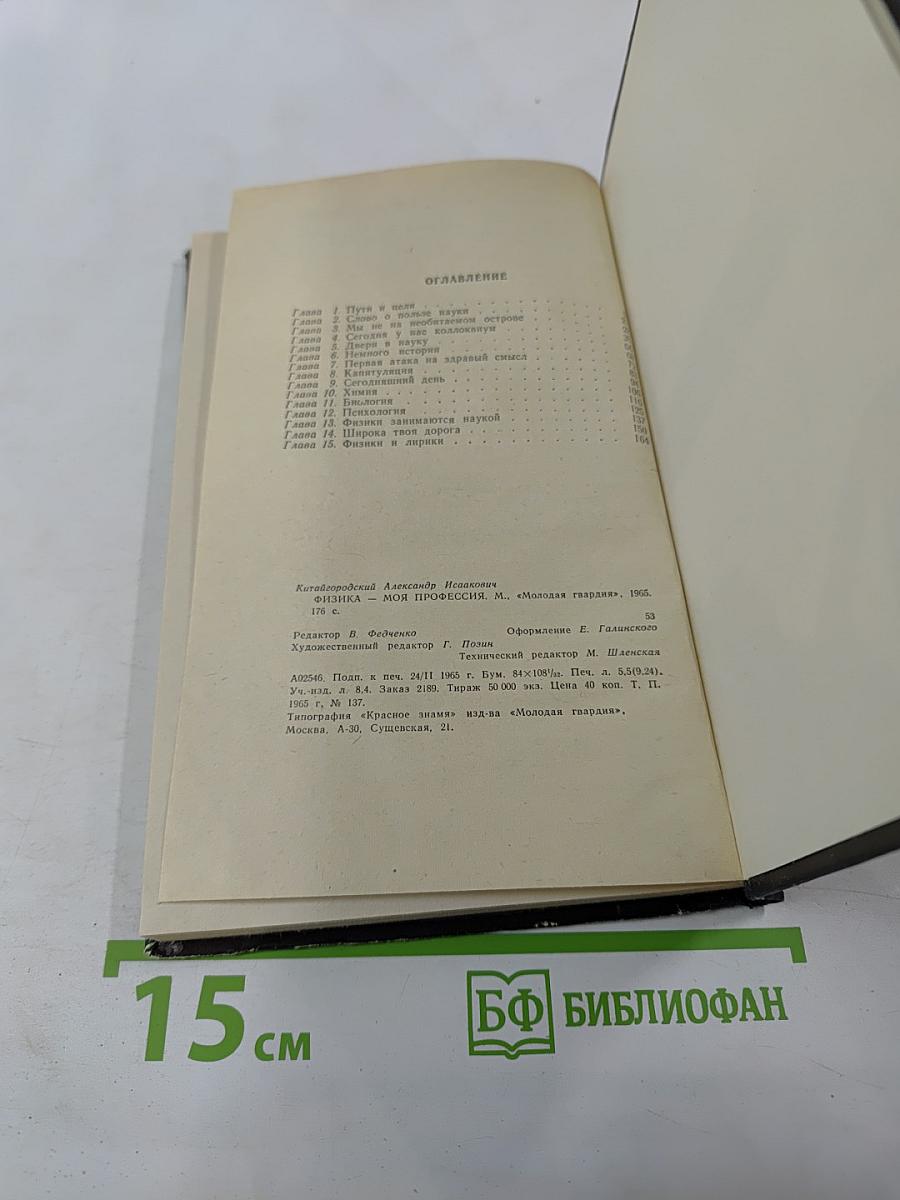 ОГЛАВЛЕНИЕ
Глава 1. Пути и цели
Глава 2. Слово о пользе науки
Глава 3. Мы не на необитаемом острове
Глава 4. Сегодня у нас коллоквиум
Глава 5. Двери в науку
Глава 6. Немного истории
Глава 7. Первая атака на здравый смысл
Глава 8. Капитуляция
Глава 9. Сегодняшний день
Глава 10. Химия 106
Глава 11. Биология 116
Глава 12. Психология 125
Глава 13. Физики занимаются наукой 137
Глава 14. Широка твоя дорога 150
Глава 15. Физики и лирики 164
Китайгородский Александр Исаакович
ФИЗИКА — МОЯ ПРОФЕССИЯ. М., «Молодая гвардия», 1965.
176 с.
53
Редактор В. Федченко Оформление Е. Галинского
Художественный редактор Г. Позин
Технический редактор М. Шленская
А02546. Подп. к печ. 24/II 1965 г. Бум. 84×108¹/₃₂. Печ. л. 5,5(9,24).
Уч.-изд. л. 8,4. Заказ 2189. Тираж 50 000 экз. Цена 40 коп. Т. П.
1965 г, № 137.
Типография «Красное знамя» изд-ва «Молодая гвардия».
Москва, А-30, Сущевская, 21.
15 см
БФ БИБЛИОФАН